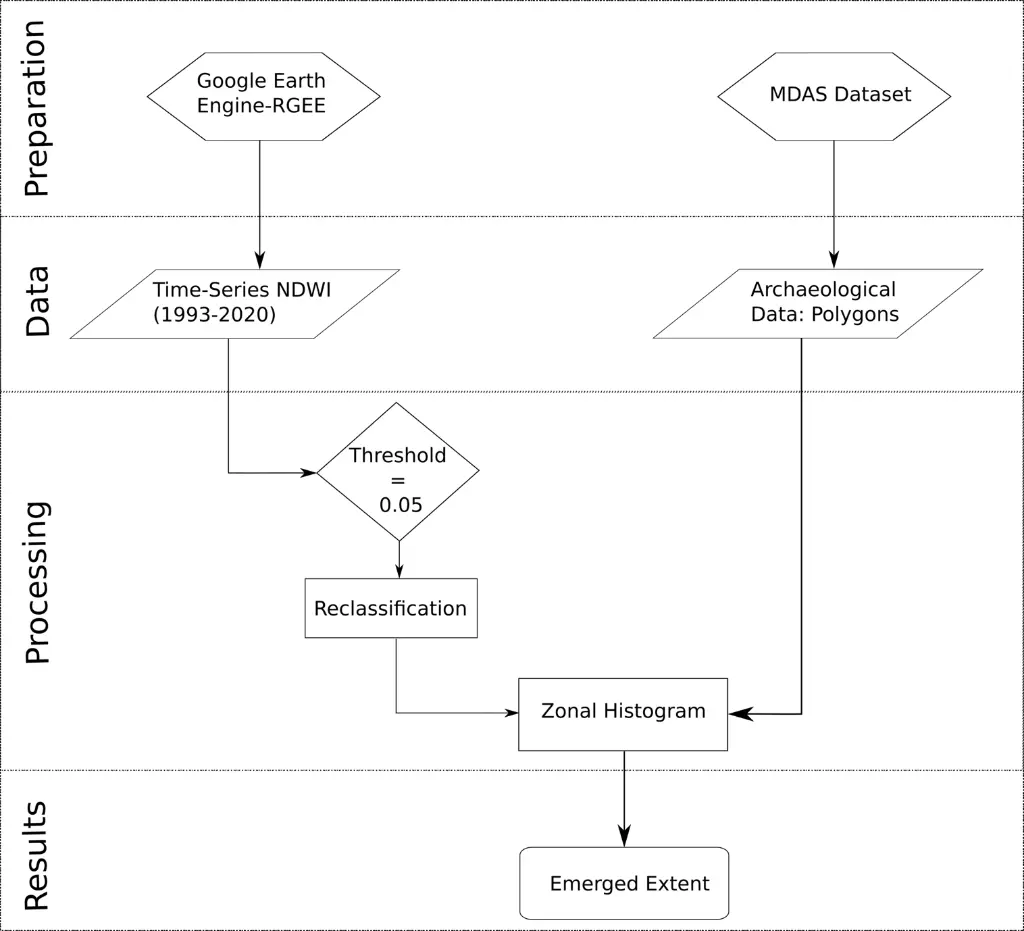 Preparation
Google Earth
Engine-RGEE
MDAS Dataset
Data
Time-Series NDWI
(1993-2020)
Archaeological
Data: Polygons
Processing
Threshold
=
0.05
Reclassification
Zonal Histogram
Results
Emerged Extent